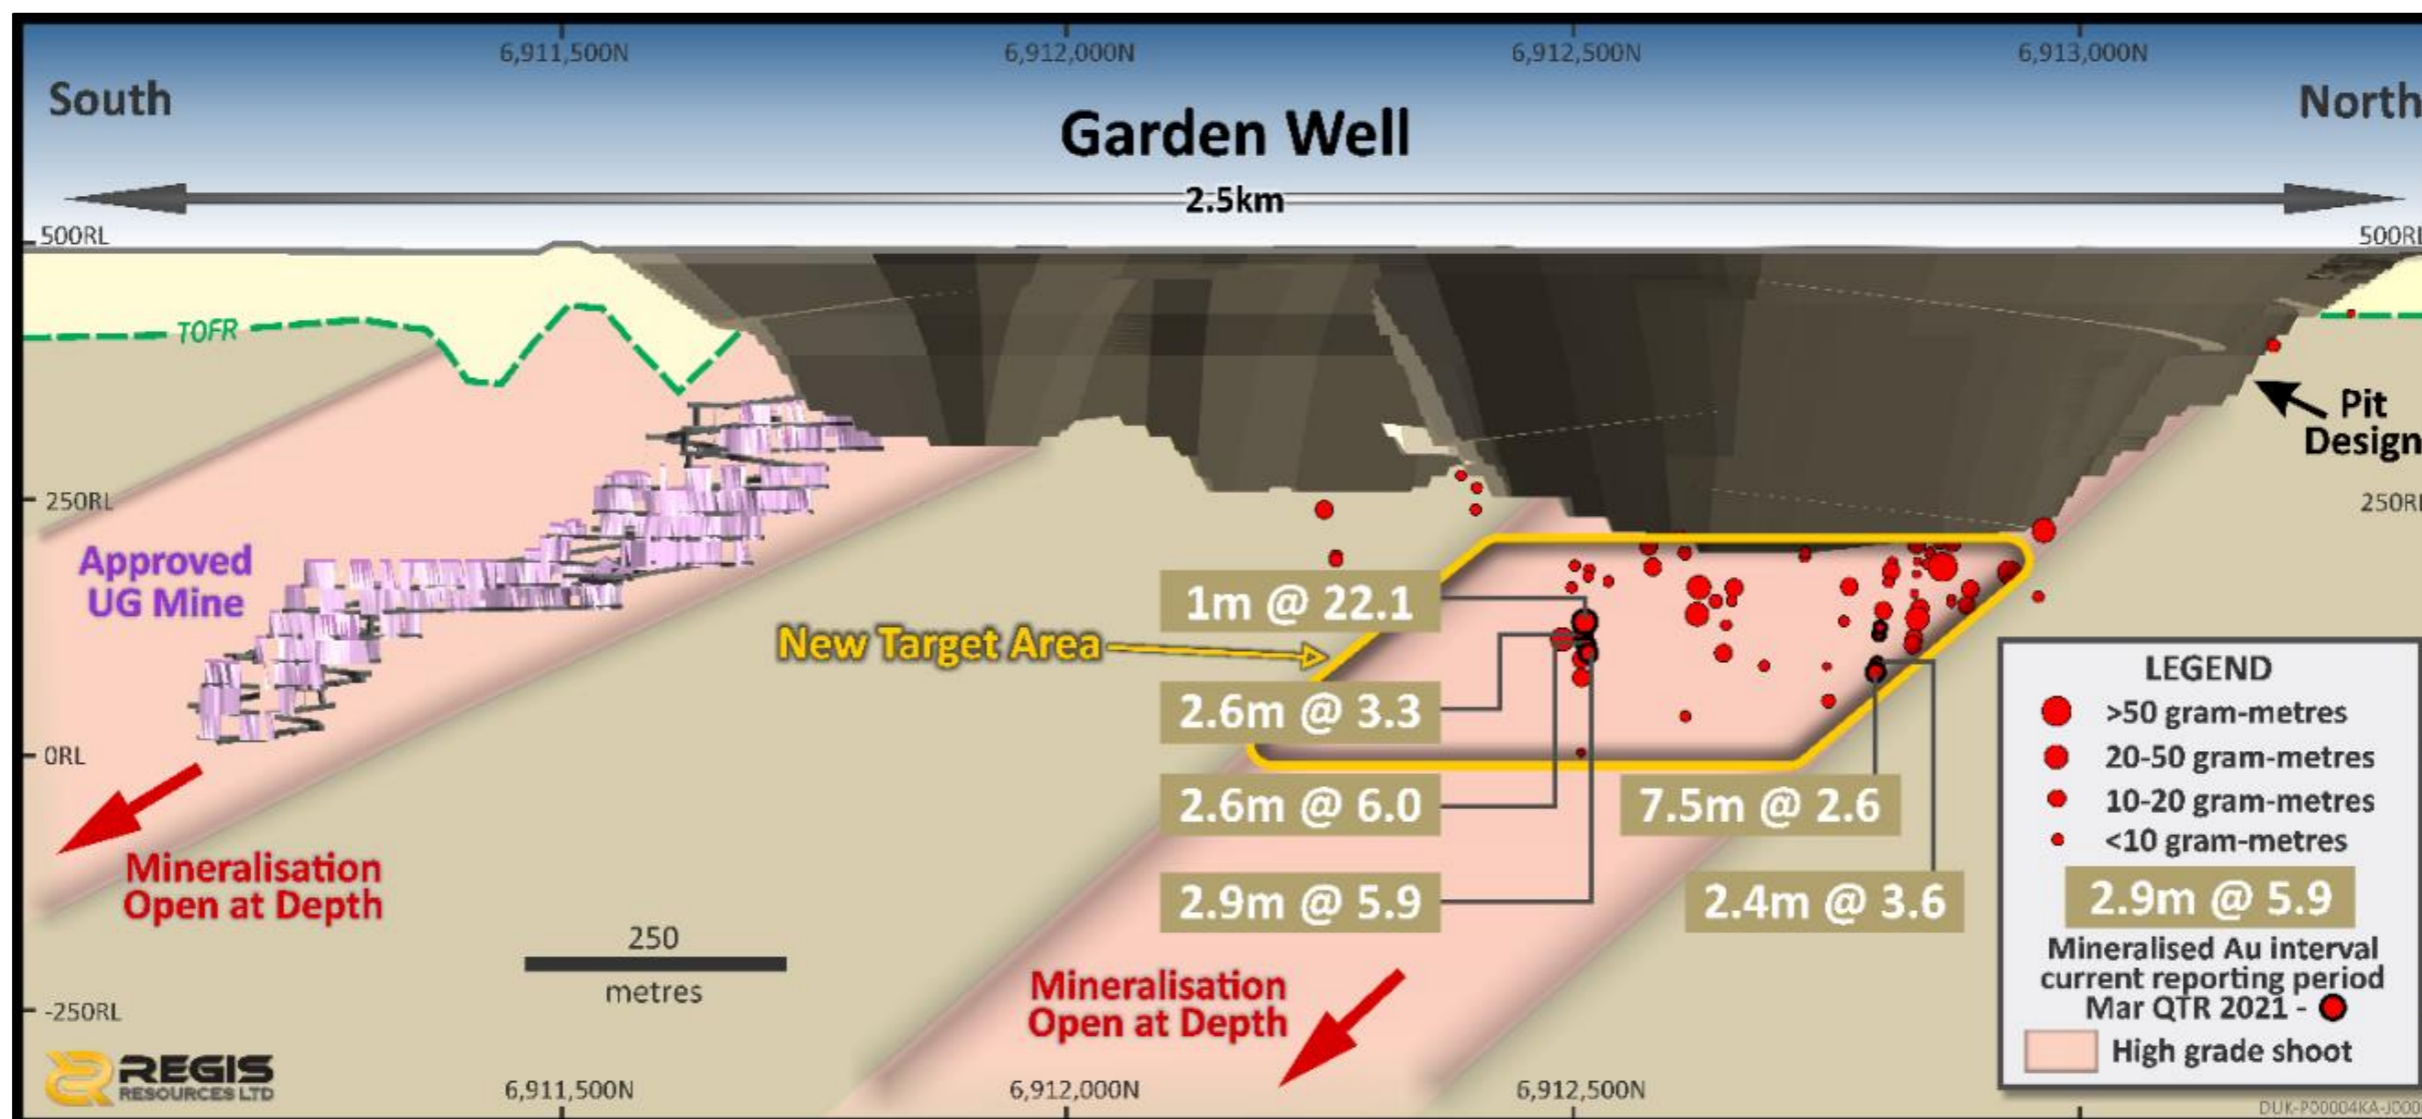 6,911,500N
6,912,000N
6,912,500N
6,913,000N
South
North
Garden Well
2.5km
500RL
500RL
TOFR
Pit
Design
250RL
250RL
Approved
UG Mine
New Target Area
1m @ 22.1
2.6m @ 3.3
2.6m @ 6.0
2.9m @ 5.9
7.5m @ 2.6
2.4m @ 3.6
0RL
Mineralisation
Open at Depth
250
metres
Mineralisation
Open at Depth
-250RL
LEGEND
>50 gram-metres
20-50 gram-metres
10-20 gram-metres
<10 gram-metres
2.9m @ 5.9
Mineralised Au interval
current reporting period
Mar QTR 2021 -
High grade shoot
REGIS
RESOURCES LTD
6,911,500N
6,912,000N
6,912,500N